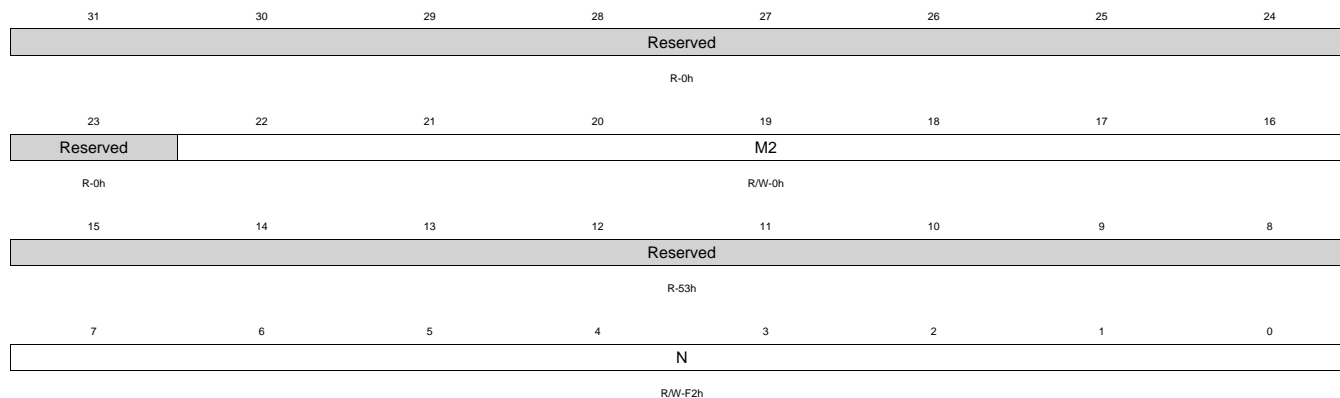 31 30 29 28 27 26 25 24
Reserved
R-0h
23 22 21 20 19 18 17 16
Reserved M2
R-0h R/W-0h
15 14 13 12 11 10 9 8
Reserved
R-53h
7 6 5 4 3 2 1 0
N
R/W-F2h